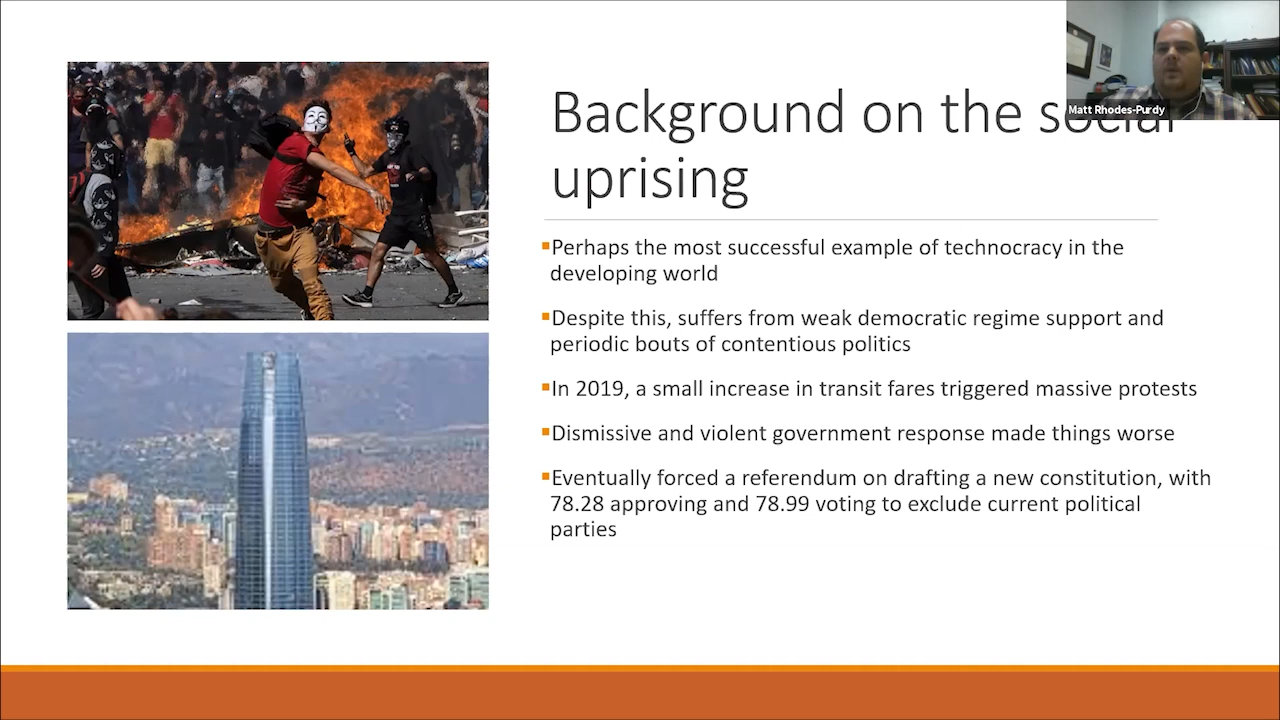 Matt Rhodes-Purdy
Background on the social
uprising
Perhaps the most successful example of technocracy in the
developing world
Despite this, suffers from weak democratic regime support and
periodic bouts of contentious politics
In 2019, a small increase in transit fares triggered massive protests
Dismissive and violent government response made things worse
Eventually forced a referendum on drafting a new constitution, with
78.28 approving and 78.99 voting to exclude current political
parties